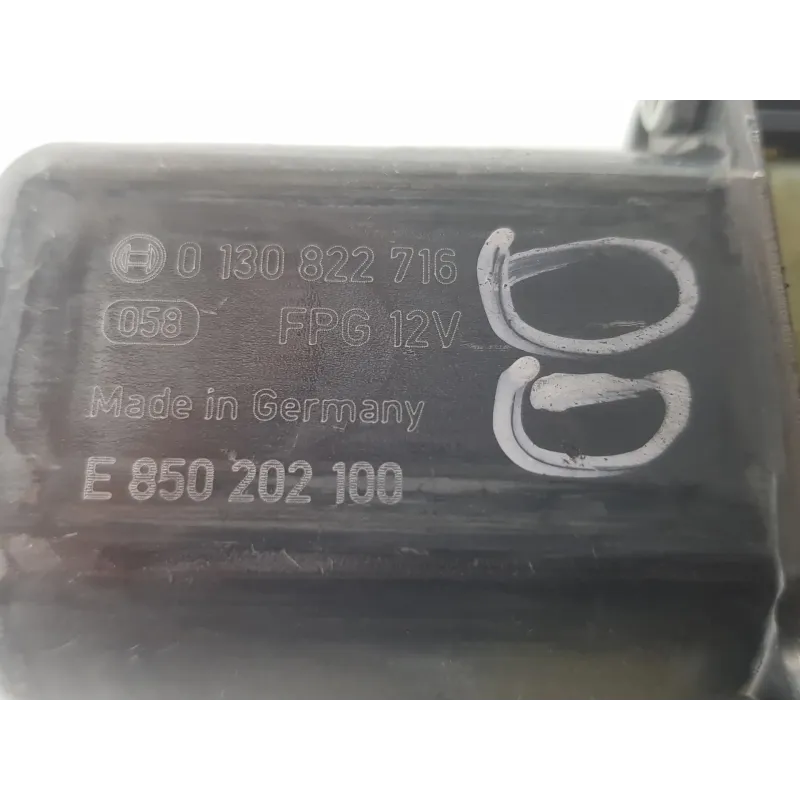 0 130 822 716
058 FPG 12V
Made in Germany
E 850 202 100